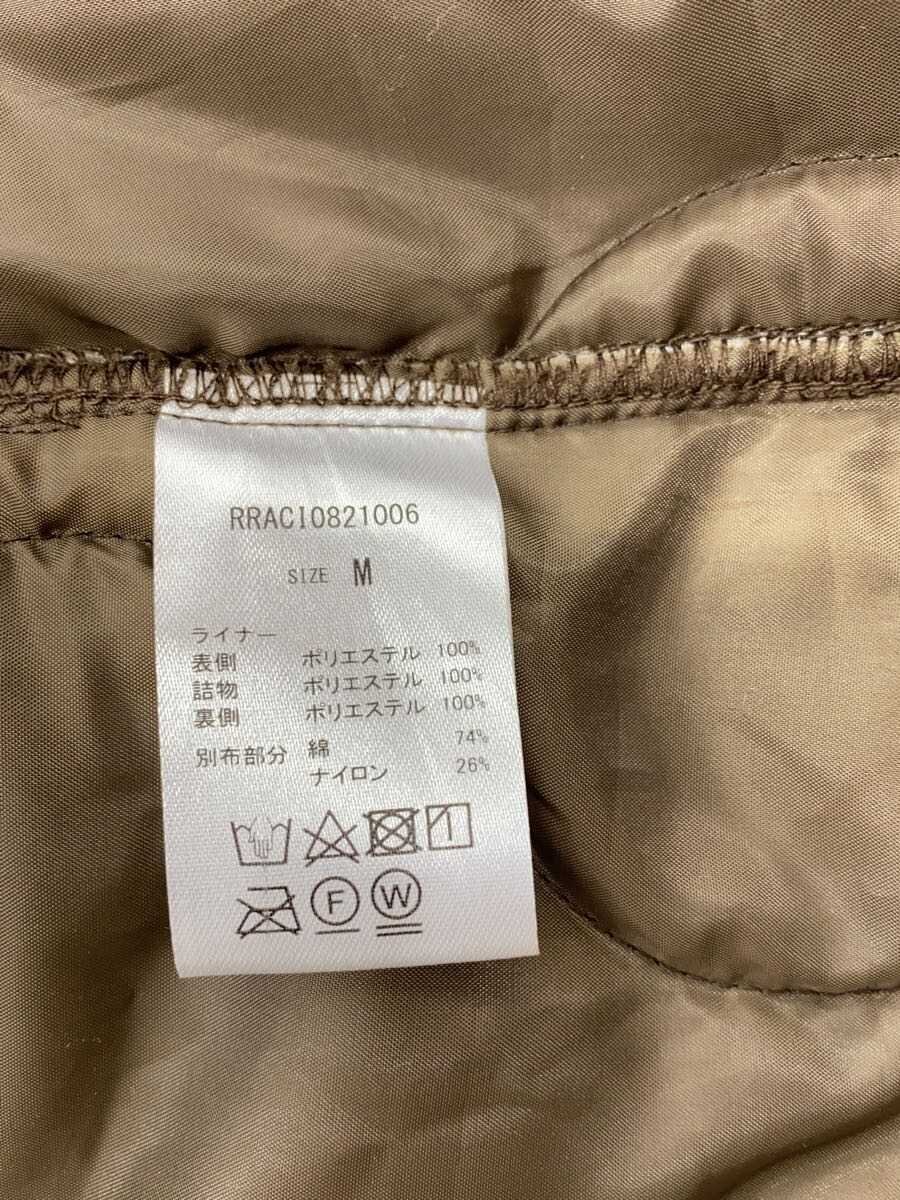 RRACI0821006
SIZE M
ライナー
表側 ポリエステル 100%
詰物 ポリエステル 100%
裏側 ポリエステル 100%
別布部分 綿 74%
ナイロン 26%
F W